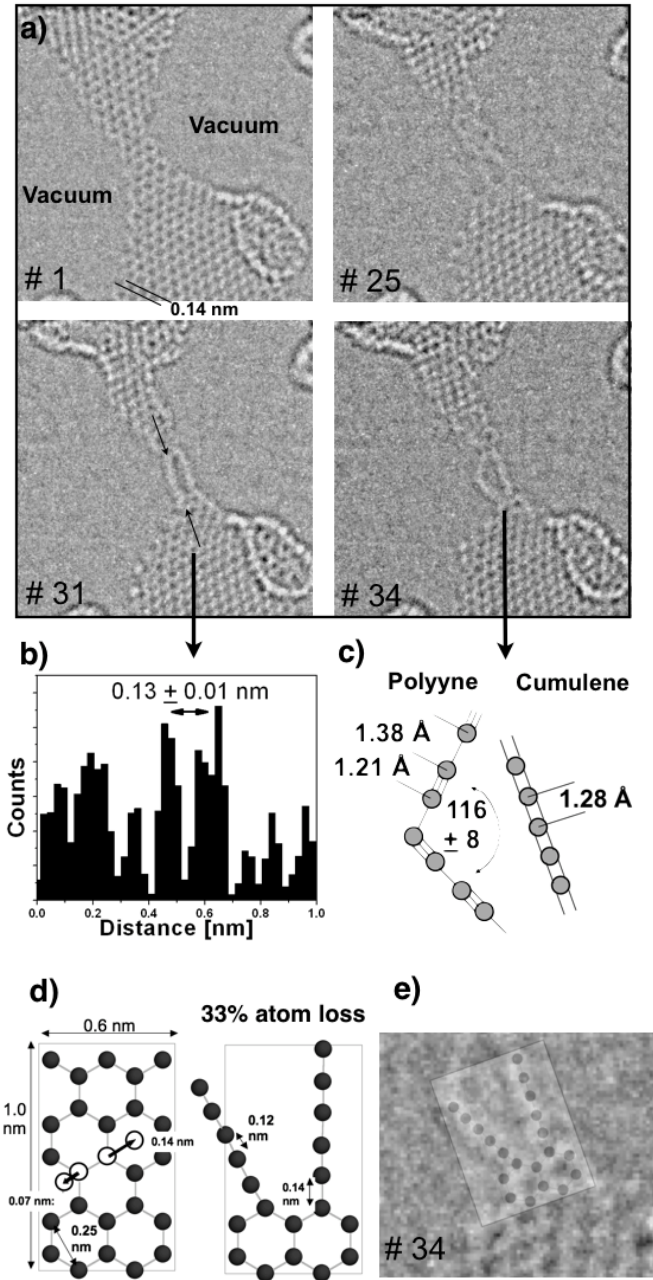 a)
Vacuum
Vacuum
# 1
0.14 nm
# 25
# 31
# 34
b)
0.13 ± 0.01 nm
Counts
0.0 0.2 0.4 0.6 0.8 1.0
Distance [nm]
c)
Polyyne Cumulene
1.38 Å
1.21 Å
116
± 8
1.28 Å
d)
0.6 nm
1.0
nm
0.14 nm
0.07 nm:
0.25
nm
33% atom loss
0.12
nm
0.14
nm
e)
# 34